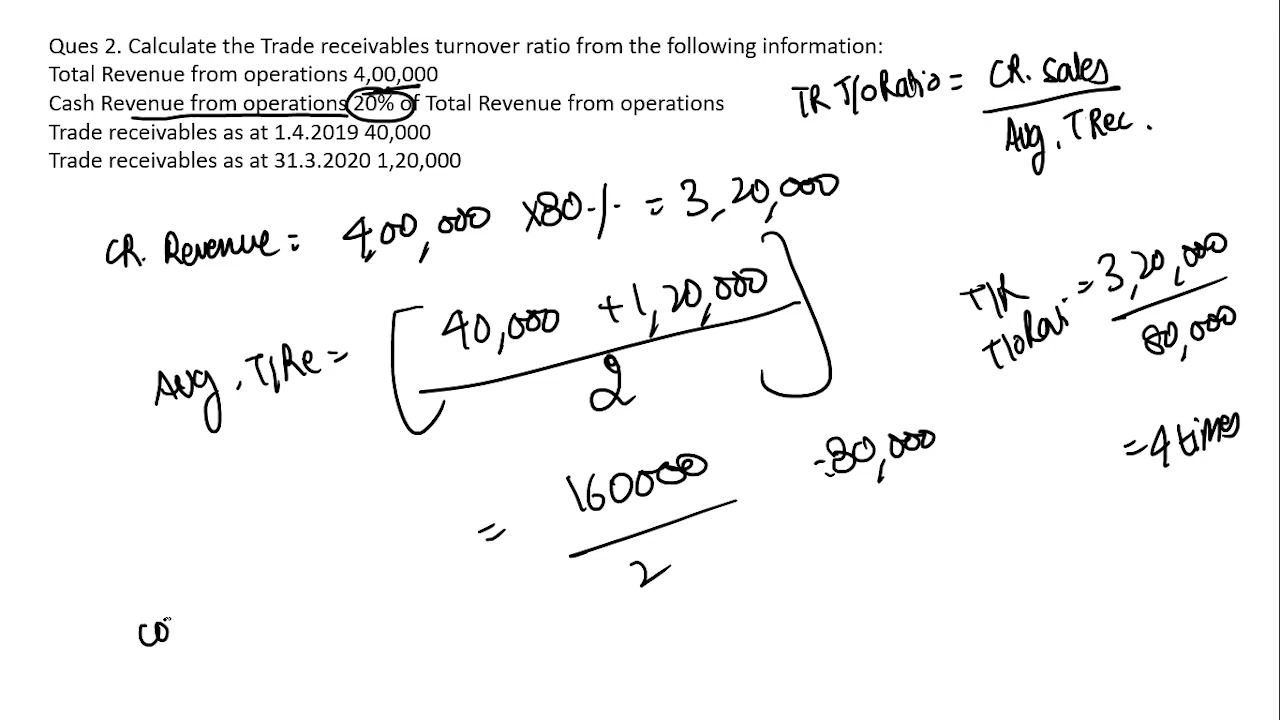 Ques 2. Calculate the Trade receivables turnover ratio from the following information:
Total Revenue from operations 4,00,000
Cash Revenue from operations 20% of Total Revenue from operations
Trade receivables as at 1.4.2019 40,000
Trade receivables as at 31.3.2020 1,20,000
TR T/o Ratio = CR. Sales / Avg. T Rec.
CR. Revenue = 4,00,000 x80% = 3,20,000
Avg. T/Re = [40,000 + 1,20,000 / 2]
= 160000 / 2 = 80,000
T/R T/o Rati = 3,20,000 / 80,000
= 4 times